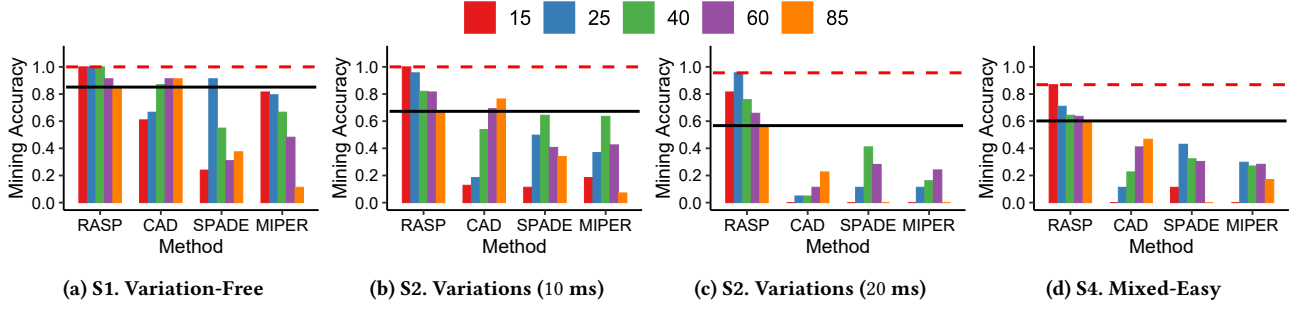 15 25 40 60 85
Mining Accuracy
1.0
0.8
0.6
0.4
0.2
0.0
RASP CAD SPADE MIPER
Method
(a) S1. Variation-Free
Mining Accuracy
1.0
0.8
0.6
0.4
0.2
0.0
RASP CAD SPADE MIPER
Method
(b) S2. Variations (10 ms)
Mining Accuracy
1.0
0.8
0.6
0.4
0.2
0.0
RASP CAD SPADE MIPER
Method
(c) S2. Variations (20 ms)
Mining Accuracy
1.0
0.8
0.6
0.4
0.2
0.0
RASP CAD SPADE MIPER
Method
(d) S4. Mixed-Easy